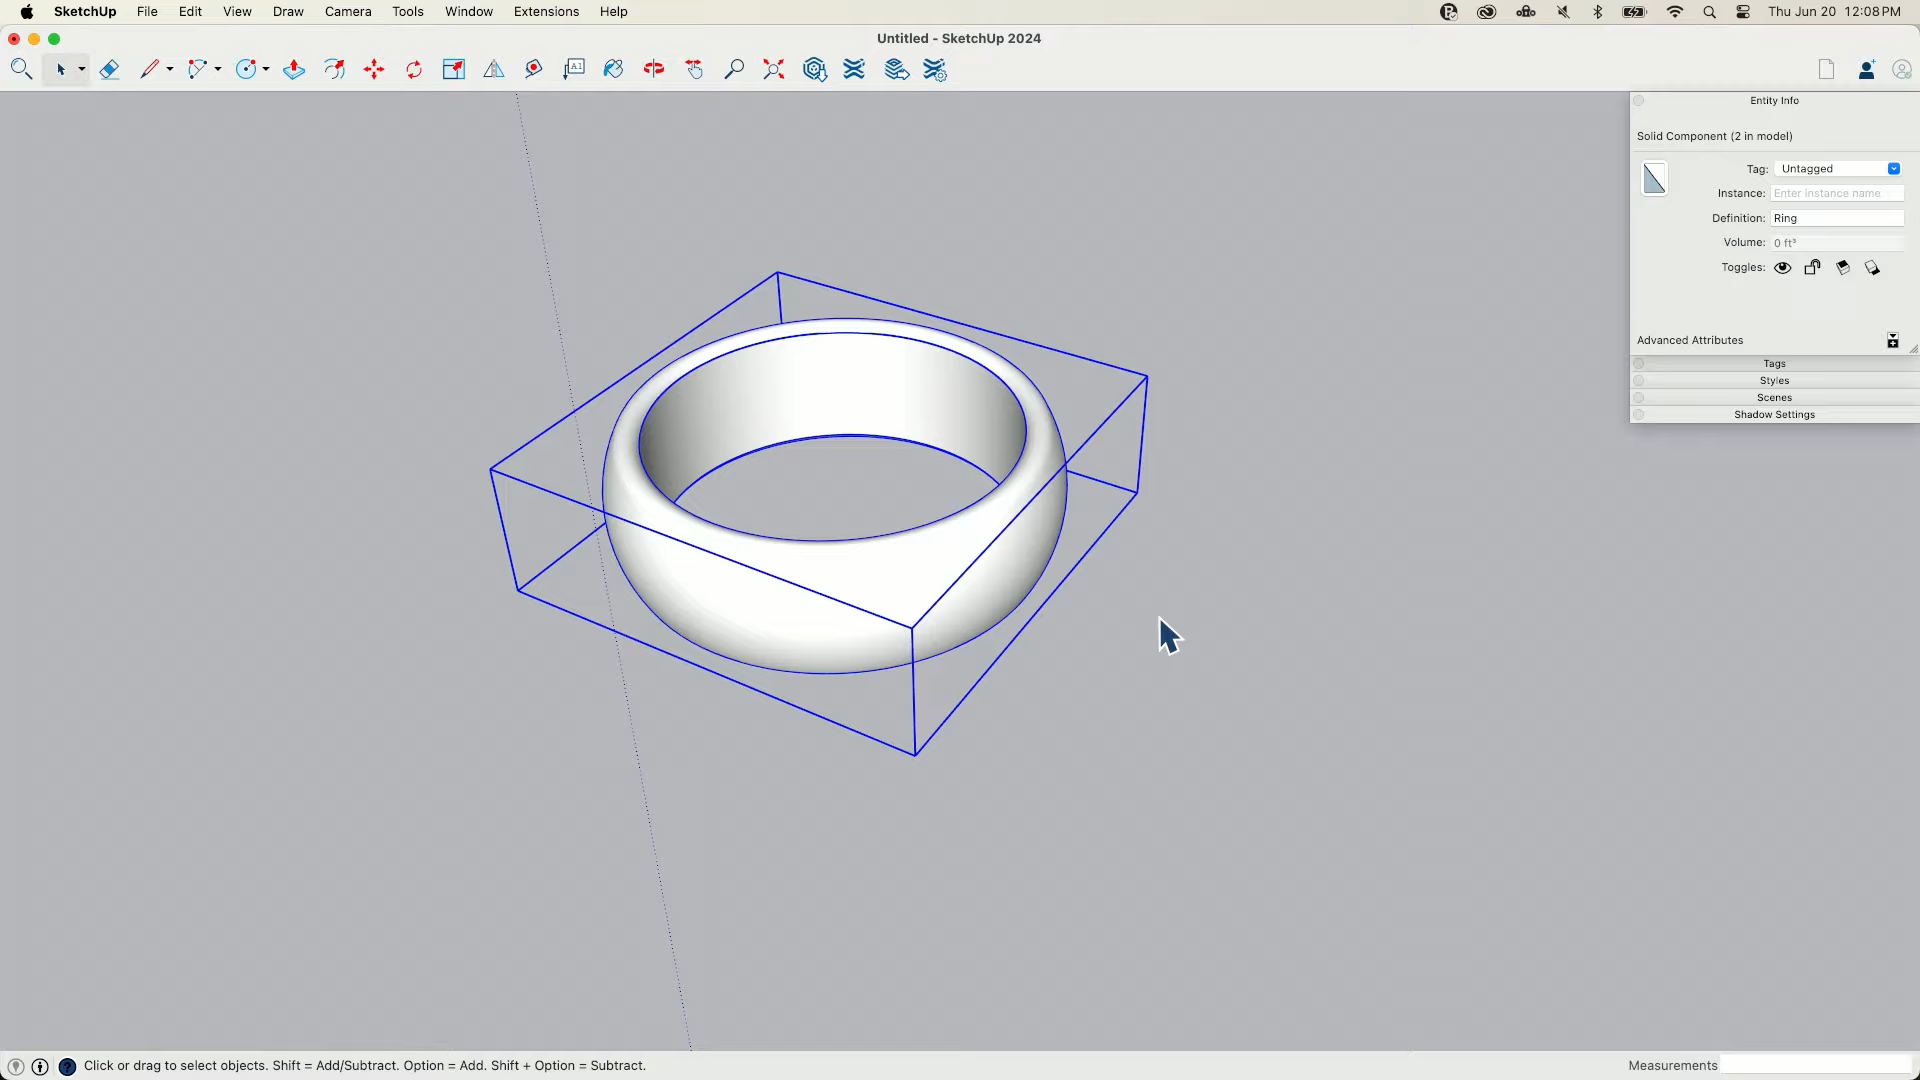 SketchUp File Edit View Draw Camera Tools Window Extensions Help Thu Jun 20 12:08 PM
Untitled - SketchUp 2024
A1
Entity Info
Solid Component (2 in model)
Tag: Untagged
Instance: Enter instance name
Definition: Ring
Volume: 0 ft³
Toggles:
Advanced Attributes
Tags
Styles
Scenes
Shadow Settings
Click or drag to select objects. Shift = Add/Subtract. Option = Add. Shift + Option = Subtract. Measurements